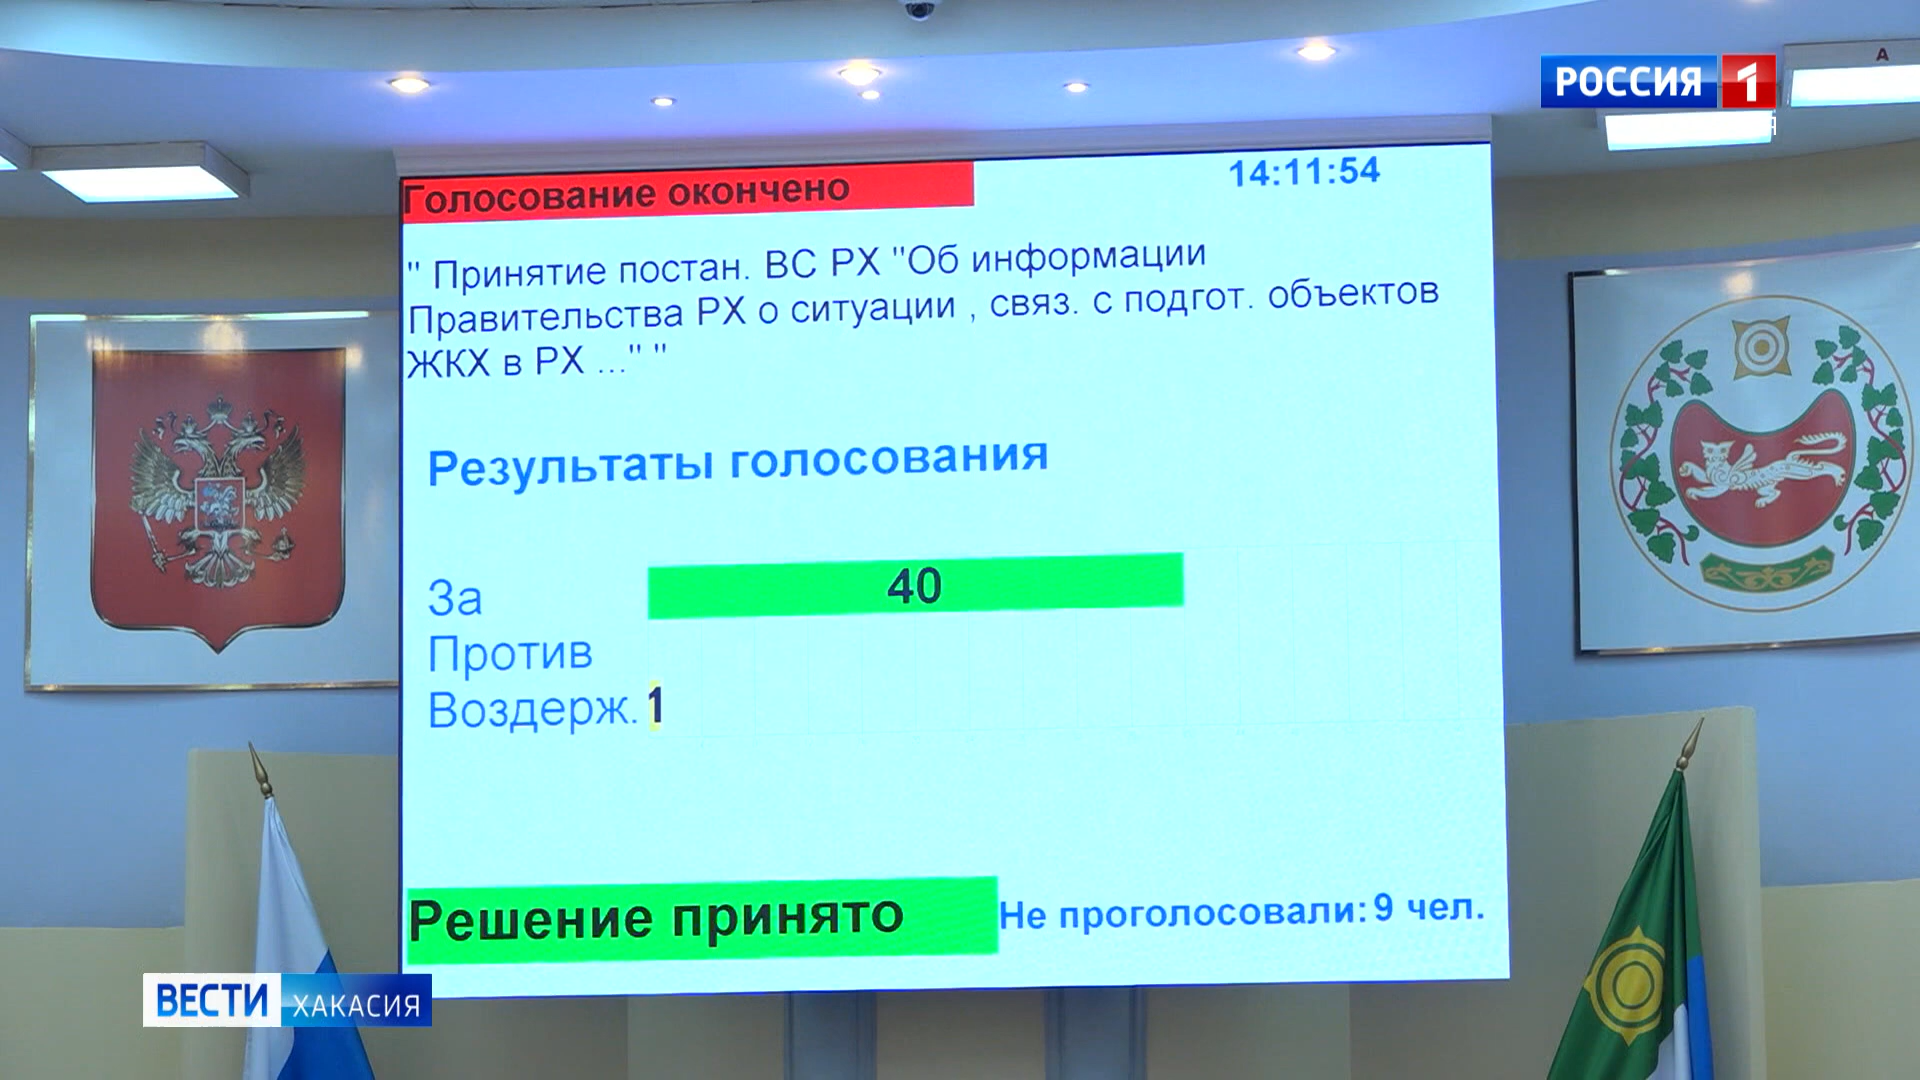 РОССИЯ 1
А
Голосование окончено
14:11:54
" Принятие постан. ВС РХ "Об информации
Правительства РХ о ситуации , связ. с подгот. объектов
ЖКХ в РХ ..." "
Результаты голосования
За 40
Против
Воздерж. 1
Решение принято
Не проголосовали: 9 чел.
ВЕСТИ ХАКАСИЯ